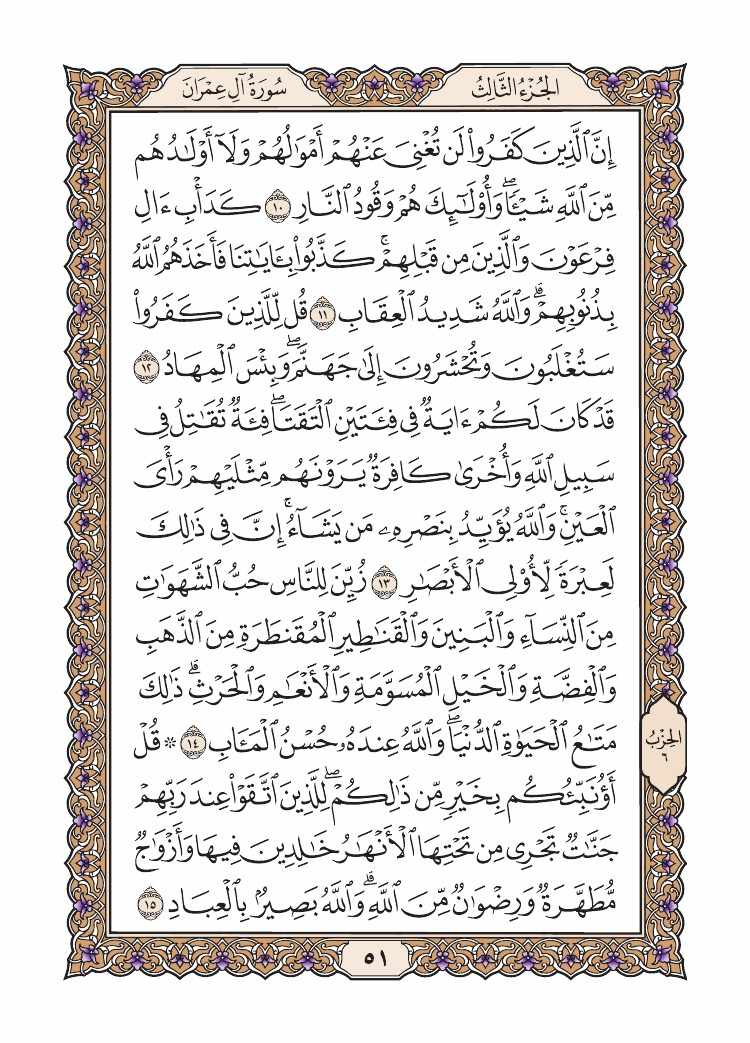 الجُزْءُ الثَّالِثُ
سُورَةُ آلِ عِمْرَانَ
إِنَّ ٱلَّذِينَ كَفَرُوا۟ لَن تُغْنِىَ عَنْهُمْ أَمْوَٰلُهُمْ وَلَآ أَوْلَـٰدُهُم
مِّنَ ٱللَّهِ شَيْـًٔا ۖ وَأُو۟لَـٰٓئِكَ هُمْ وَقُودُ ٱلنَّارِ ١٠ كَدَأْبِ ءَالِ
فِرْعَوْنَ وَٱلَّذِينَ مِن قَبْلِهِمْ ۚ كَذَّبُوا۟ بِـَٔايَـٰتِنَا فَأَخَذَهُمُ ٱللَّهُ
بِذُنُوبِهِمْ ۗ وَٱللَّهُ شَدِيدُ ٱلْعِقَابِ ١١ قُل لِّلَّذِينَ كَفَرُوا۟
سَتُغْلَبُونَ وَتُحْشَرُونَ إِلَىٰ جَهَنَّمَ ۚ وَبِئْسَ ٱلْمِهَادُ ١٢
قَدْ كَانَ لَكُمْ ءَايَةٌ فِى فِئَتَيْنِ ٱلْتَقَتَا ۖ فِئَةٌ تُقَـٰتِلُ فِى
سَبِيلِ ٱللَّهِ وَأُخْرَىٰ كَافِرَةٌ يَرَوْنَهُم مِّثْلَيْهِمْ رَأْىَ
ٱلْعَيْنِ ۚ وَٱللَّهُ يُؤَيِّدُ بِنَصْرِهِۦ مَن يَشَآءُ ۗ إِنَّ فِى ذَٰلِكَ
لَعِبْرَةً لِّأُو۟لِى ٱلْأَبْصَـٰرِ ١٣ زُيِّنَ لِلنَّاسِ حُبُّ ٱلشَّهَوَٰتِ
مِنَ ٱلنِّسَآءِ وَٱلْبَنِينَ وَٱلْقَنَـٰطِيرِ ٱلْمُقَنطَرَةِ مِنَ ٱلذَّهَبِ
وَٱلْفِضَّةِ وَٱلْخَيْلِ ٱلْمُسَوَّمَةِ وَٱلْأَنْعَـٰمِ وَٱلْحَرْثِ ۗ ذَٰلِكَ
مَتَـٰعُ ٱلْحَيَوٰةِ ٱلدُّنْيَا ۖ وَٱللَّهُ عِندَهُۥ حُسْنُ ٱلْمَـَٔابِ ١٤ ۞ قُلْ
أَؤُنَبِّئُكُم بِخَيْرٍ مِّن ذَٰلِكُمْ ۖ لِلَّذِينَ ٱتَّقَوْا۟ عِندَ رَبِّهِمْ
جَنَّـٰتٌ تَجْرِى مِن تَحْتِهَا ٱلْأَنْهَـٰرُ خَـٰلِدِينَ فِيهَا وَأَزْوَٰجٌ
مُّطَهَّرَةٌ وَرِضْوَٰنٌ مِّنَ ٱللَّهِ ۗ وَٱللَّهُ بَصِيرٌۢ بِٱلْعِبَادِ ١٥
الحِزْبُ
٦
٥١